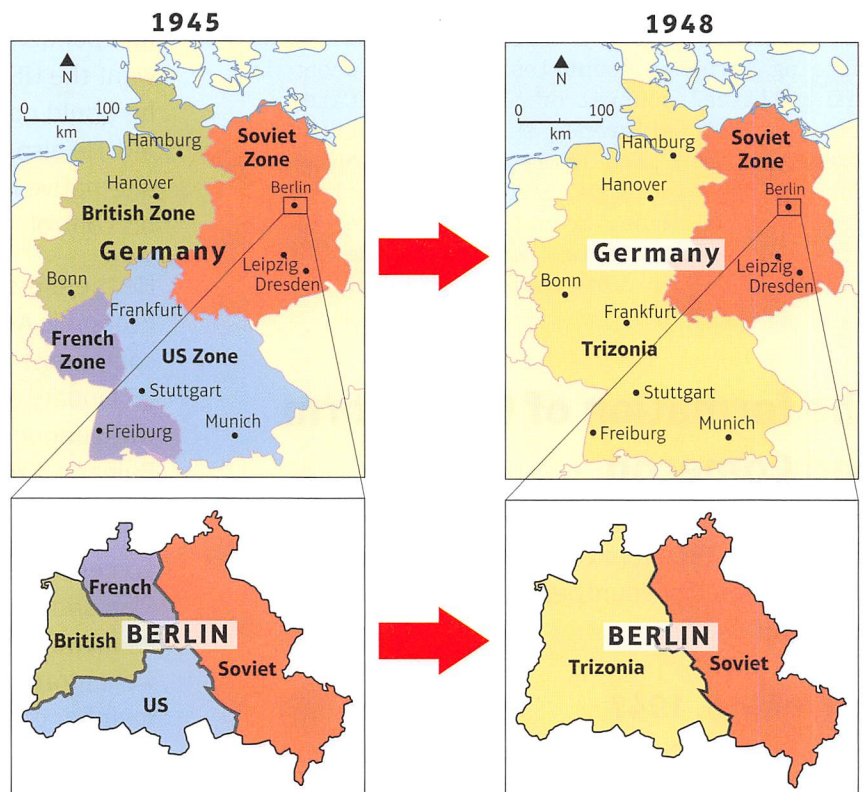 1945
N
0 100
km
Hamburg
Soviet
Zone
Hanover
Berlin
British Zone
Germany
Leipzig
Dresden
Bonn
Frankfurt
French
Zone
US Zone
Stuttgart
Freiburg
Munich
1948
N
0 100
km
Hamburg
Soviet
Zone
Hanover
Berlin
Germany
Leipzig
Dresden
Bonn
Frankfurt
Trizonia
Stuttgart
Freiburg
Munich
French
British
BERLIN
Soviet
US
BERLIN
Trizonia
Soviet